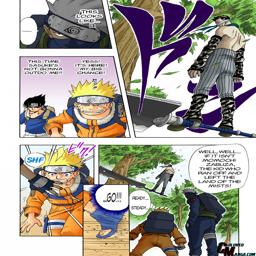 ...THIS
LOOKS
LIKE...
YES!!
IT'S HERE!
MY BIG
CHANCE!
THIS TIME
SASUKE'S
NOT GONNA
OUTDO ME!!
WELL, WELL...
IF IT ISN'T
MOMOCHI
ZABUZA,
THE KID WHO
RAN OFF AND
LEFT THE
LAND OF THE
MISTS!
SHF
READY...
STEADY...
...GO!!!